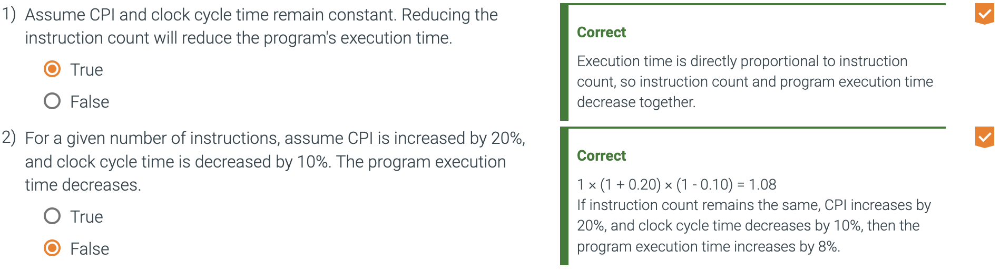 1) Assume CPI and clock cycle time remain constant. Reducing the
instruction count will reduce the program's execution time.
True
False
Correct
Execution time is directly proportional to instruction
count, so instruction count and program execution time
decrease together.
2) For a given number of instructions, assume CPI is increased by 20%,
and clock cycle time is decreased by 10%. The program execution
time decreases.
True
False
Correct
1 × (1 + 0.20) × (1 - 0.10) = 1.08
If instruction count remains the same, CPI increases by
20%, and clock cycle time decreases by 10%, then the
program execution time increases by 8%.